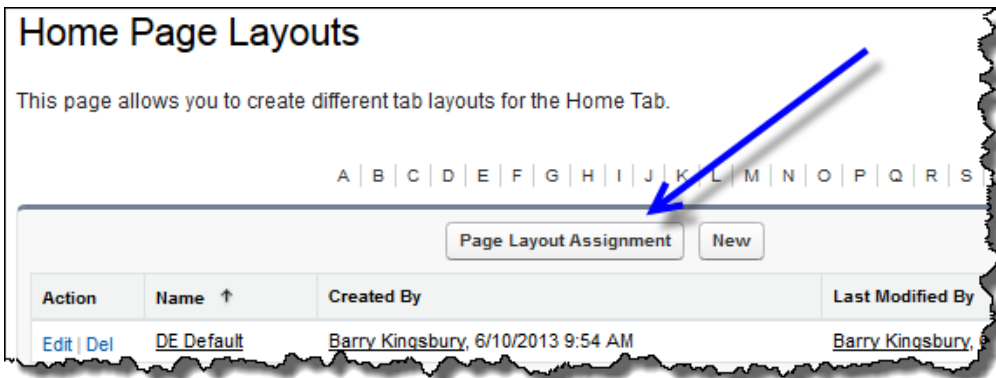 Home Page Layouts
This page allows you to create different tab layouts for the Home Tab.
A | B | C | D | E | F | G | H | I | J | K | L | M | N | O | P | Q | R | S
Page Layout Assignment New
Action Name ↑ Created By Last Modified By
Edit | Del DE Default Barry Kingsbury, 6/10/2013 9:54 AM Barry Kingsbury,